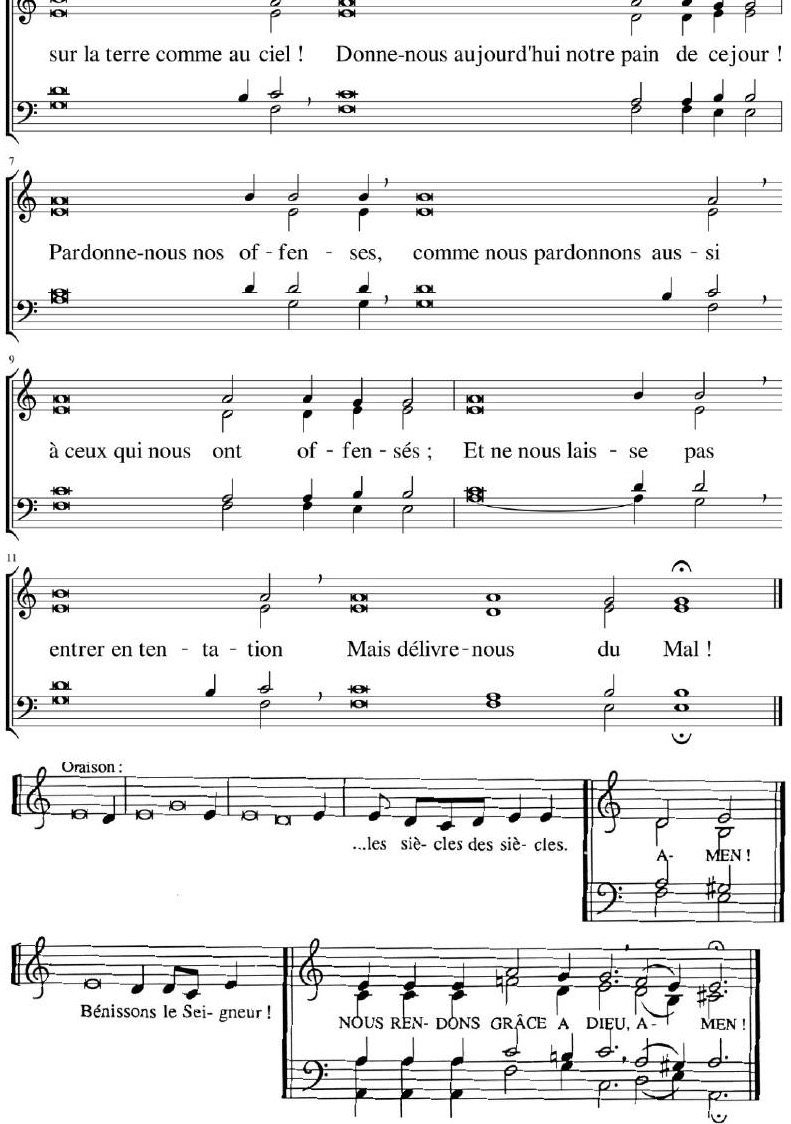 sur la terre comme au ciel ! Donne-nous aujourd'hui notre pain de cejour !
7
Pardonne-nous nos of - fen - ses, comme nous pardonnons aus - si
9
à ceux qui nous ont of - fen - sés ; Et ne nous lais - se pas
11
entrer en ten - ta - tion Mais délivre - nous du Mal !
Oraison :
...les siè- cles des siè- cles.
A- MEN !
Bénissons le Sei- gneur !
NOUS REN- DONS GRÂCE A DIEU, A- MEN !